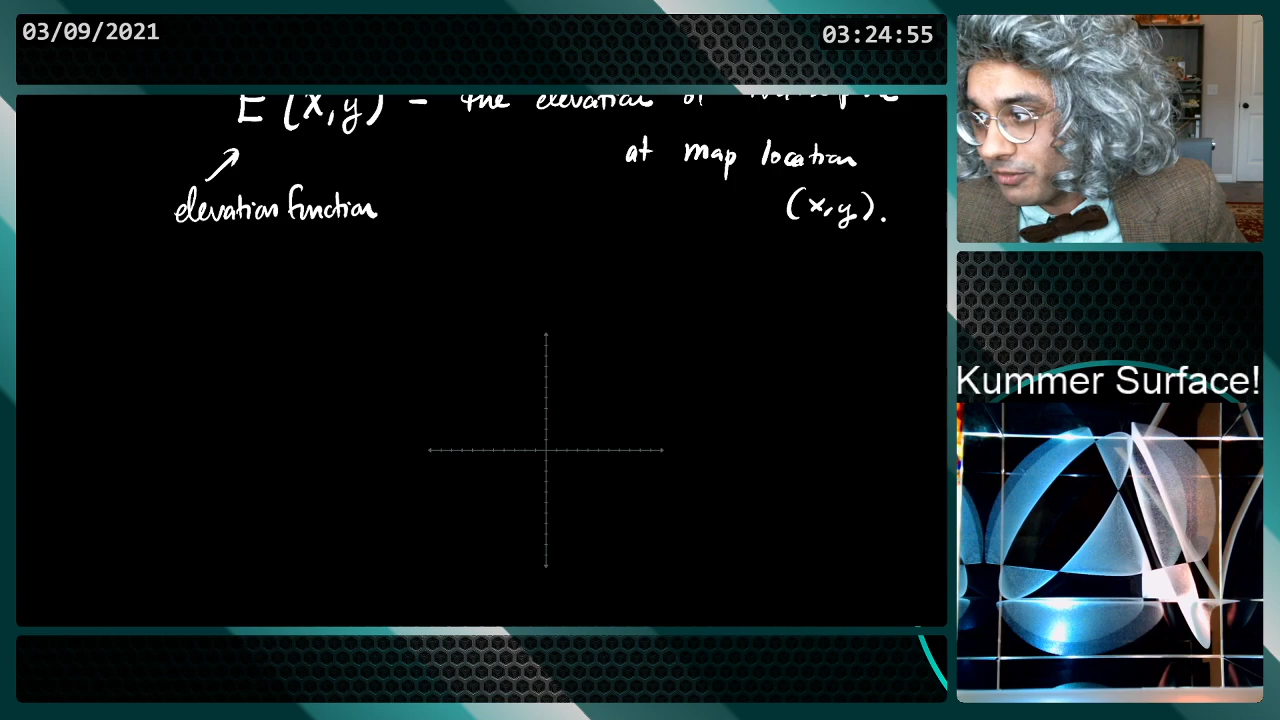 03/09/2021
03:24:55
E(x,y) - the elevation of
at map location
elevation function
(x,y).
Kummer Surface!